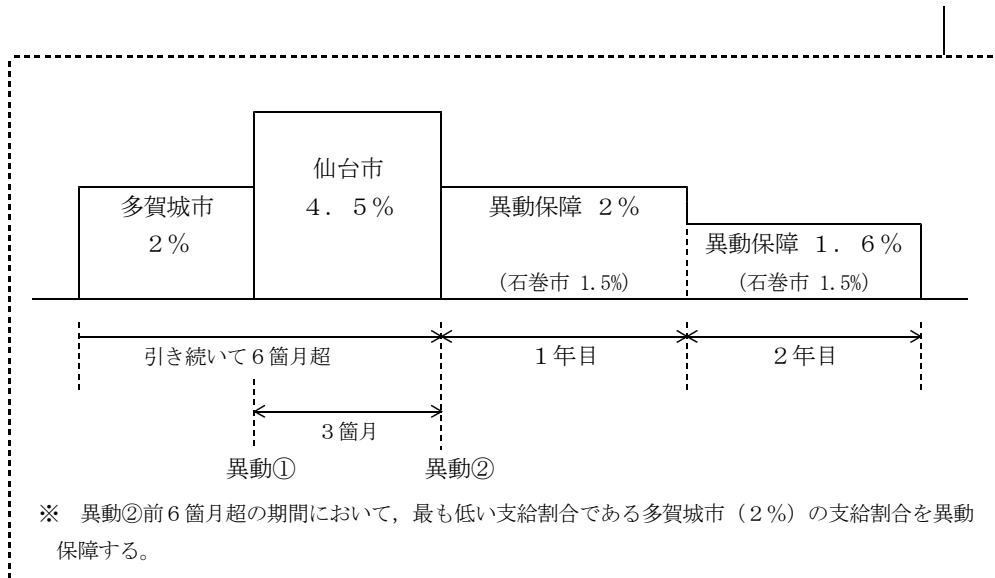 仙台市
多賀城市
４．５％
異動保障 ２％
２％
異動保障 １．６％
（石巻市 1.5%）
（石巻市 1.5%）
引き続いて６箇月超
１年目
２年目
３箇月
異動①
異動②
※ 異動②前６箇月超の期間において，最も低い支給割合である多賀城市（２％）の支給割合を異動
保障する。